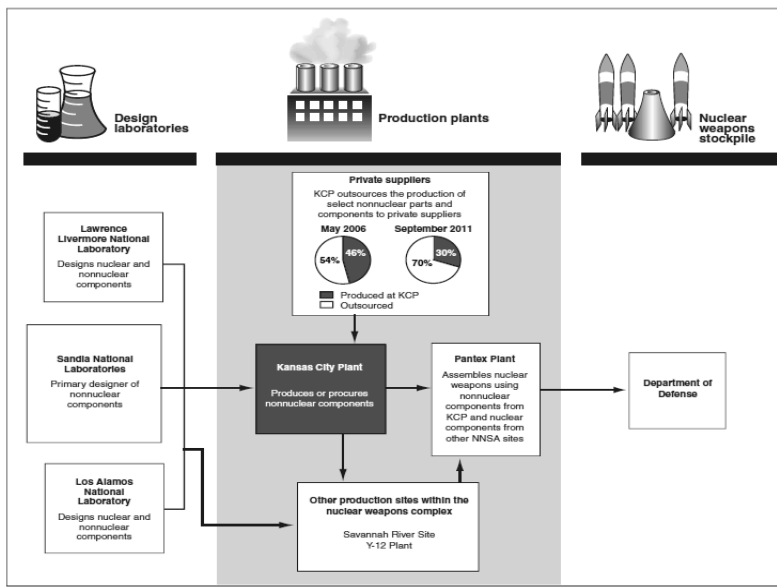 Design
laboratories
Production plants
Nuclear
weapons
stockpile
Private suppliers
KCP outsources the production of
select nonnuclear parts and
components to private suppliers
May 2006
September 2011
54%
46%
70%
30%
Produced at KCP
Outsourced
Lawrence
Livermore National
Laboratory
Designs nuclear and
nonnuclear
components
Sandia National
Laboratories
Primary designer of
nonnuclear
components
Los Alamos
National
Laboratory
Designs nuclear and
nonnuclear
components
Kansas City Plant
Produces or procures
nonnuclear components
Pantex Plant
Assembles nuclear
weapons using
nonnuclear
components from
KCP and nuclear
components from
other NNSA sites
Other production sites within the
nuclear weapons complex
Savannah River Site
Y-12 Plant
Department of
Defense